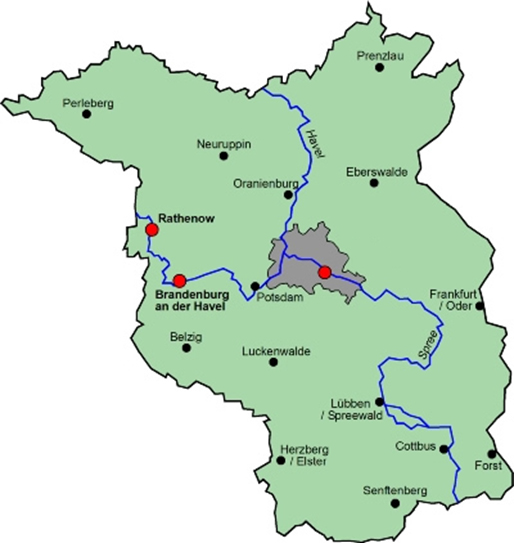 Prenzlau
Perleberg
Havel
Neuruppin
Eberswalde
Oranienburg
Rathenow
Potsdam
Brandenburg
an der Havel
Frankfurt
/ Oder
Spree
Belzig
Luckenwalde
Lübben
/ Spreewald
Cottbus
Herzberg
/ Elster
Forst
Senftenberg